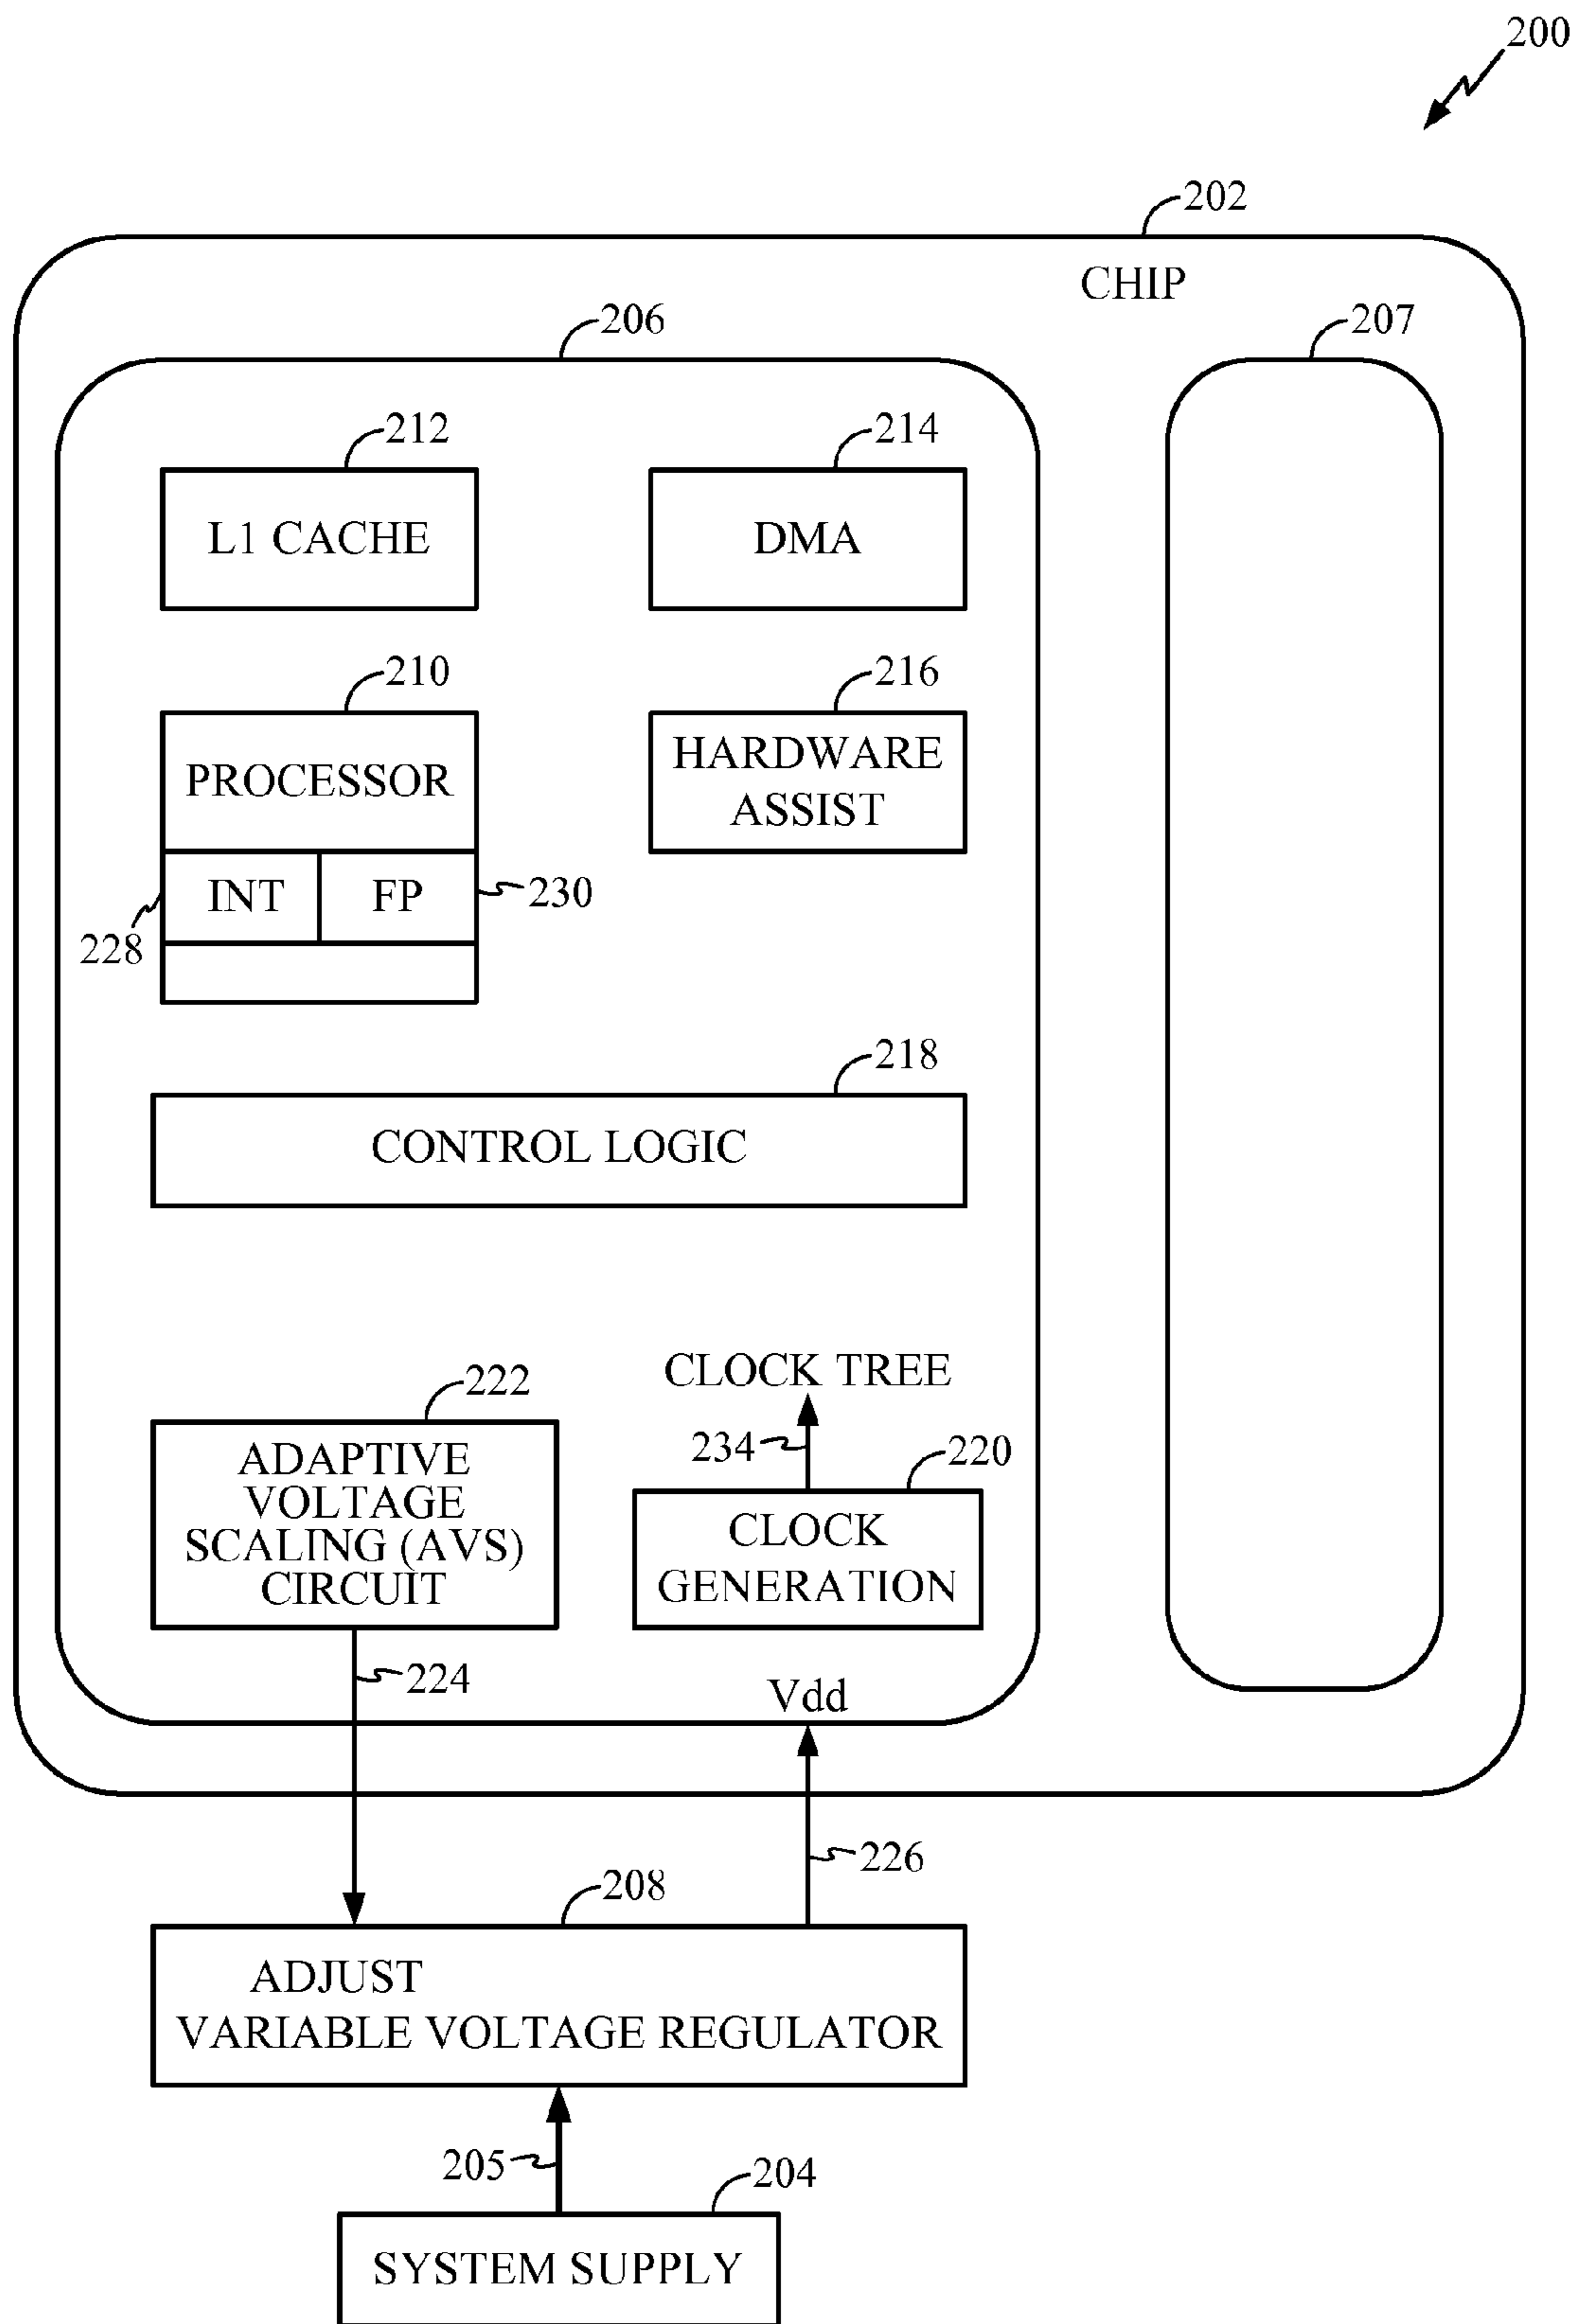 200
202
CHIP
206
207
212
214
L1 CACHE
DMA
210
216
PROCESSOR
HARDWARE
ASSIST
INT
FP
230
228
218
CONTROL LOGIC
CLOCK TREE
222
234
220
ADAPTIVE
VOLTAGE
SCALING (AVS)
CIRCUIT
CLOCK
GENERATION
224
Vdd
226
208
ADJUST
VARIABLE VOLTAGE REGULATOR
205
204
SYSTEM SUPPLY